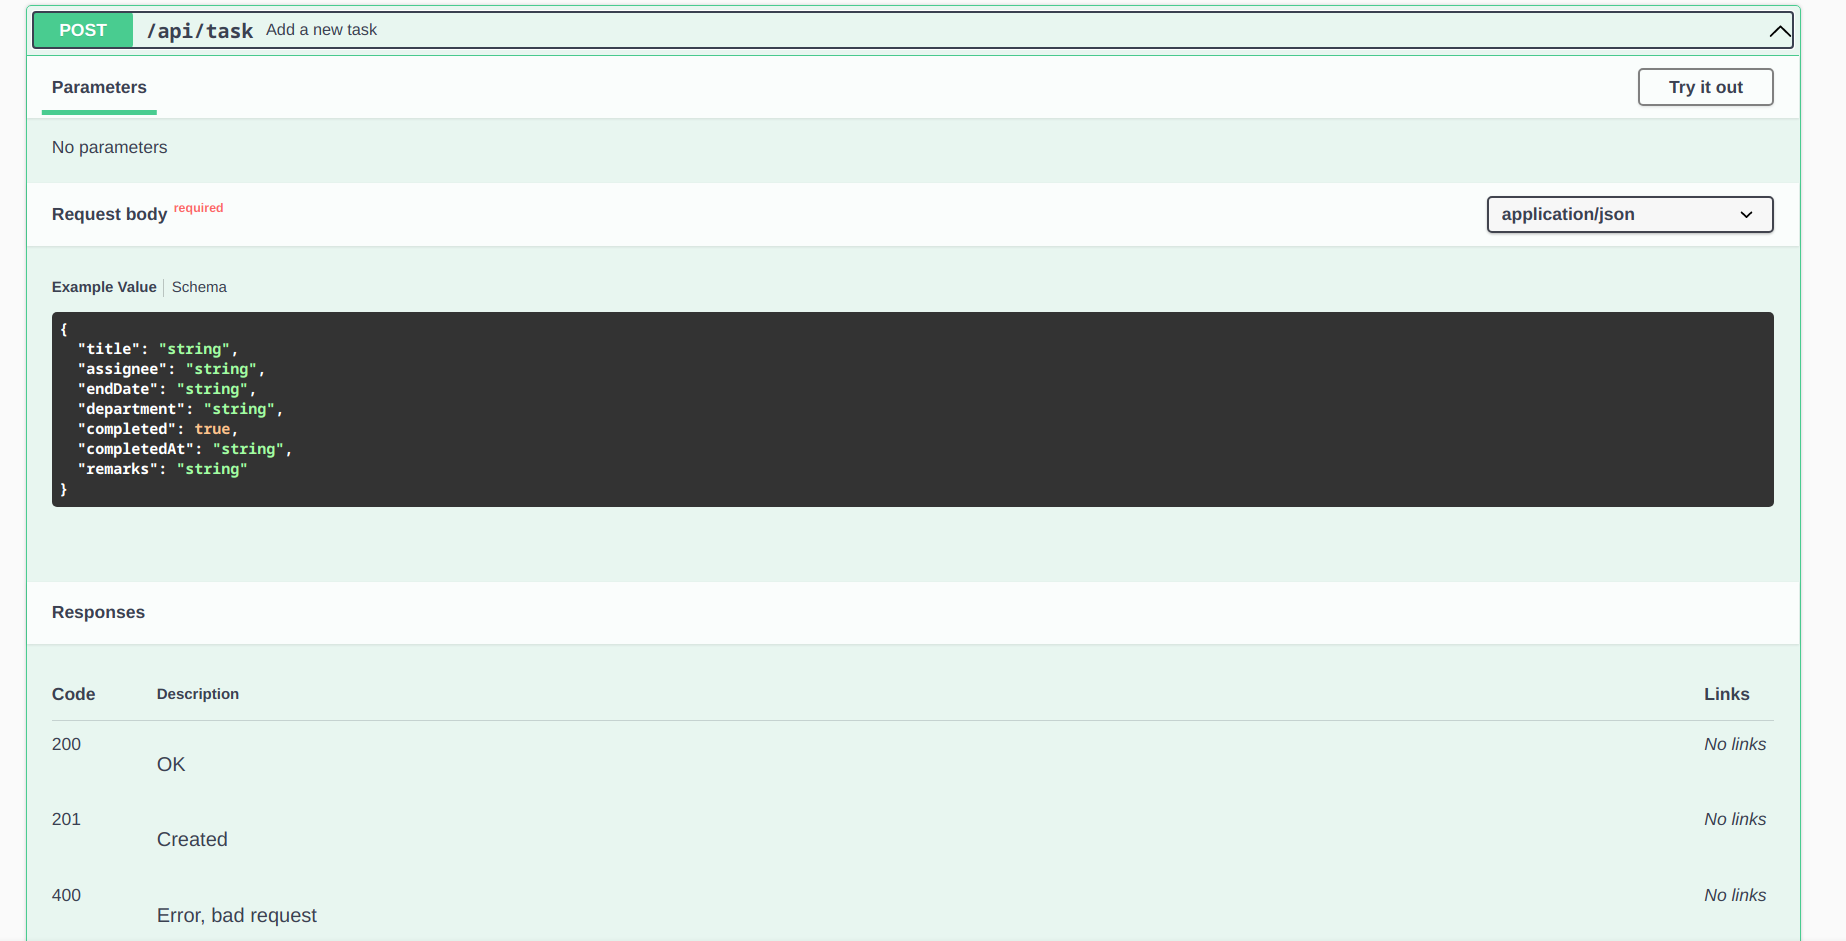 POST /api/task Add a new task
Parameters
Try it out
No parameters
Request body required
application/json
Example Value Schema
{
  "title": "string",
  "assignee": "string",
  "endDate": "string",
  "department": "string",
  "completed": true,
  "completedAt": "string",
  "remarks": "string"
}
Responses
Code Description Links
200 No links
OK
201 No links
Created
400 No links
Error, bad request